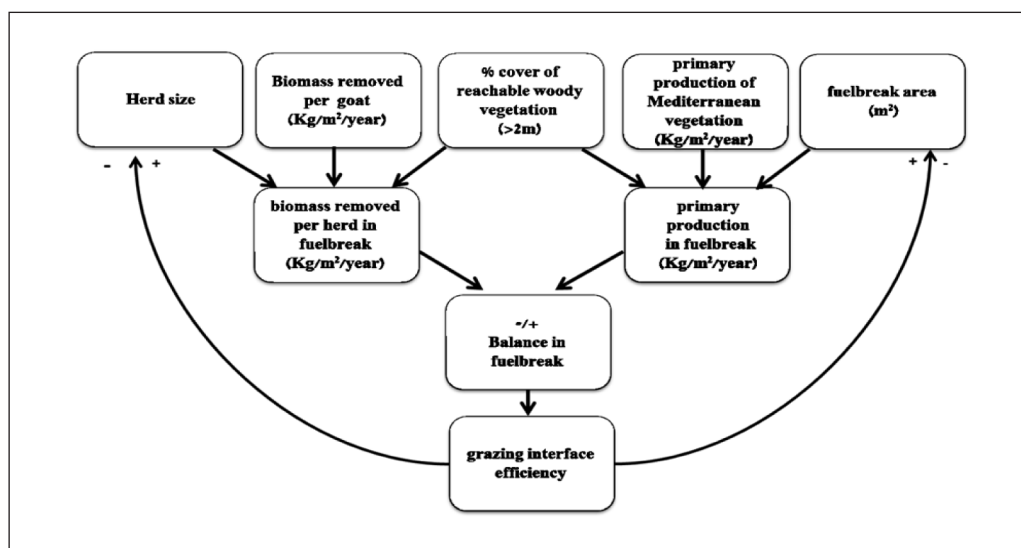 Herd size
Biomass removed
per goat
(Kg/m²/year)
% cover of
reachable woody
vegetation
(>2m)
primary
production of
Mediterranean
vegetation
(Kg/m²/year)
fuelbreak area
(m²)
- +
+ -
biomass removed
per herd in
fuelbreak
(Kg/m²/year)
primary
production
in fuelbreak
(Kg/m²/year)
-/+
Balance in
fuelbreak
grazing interface
efficiency